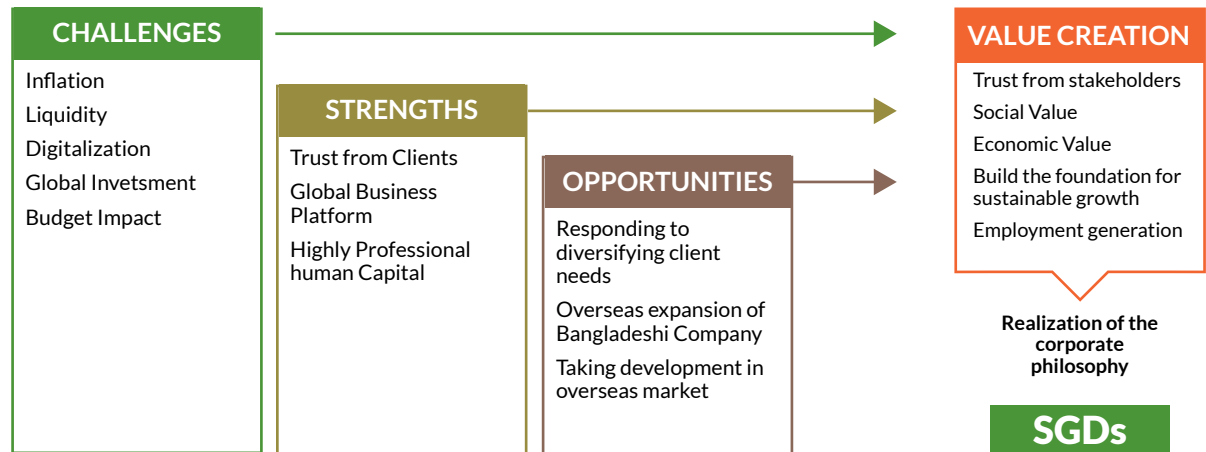 CHALLENGES
Inflation
Liquidity
Digitalization
Global Invetsment
Budget Impact
STRENGTHS
Trust from Clients
Global Business
Platform
Highly Professional
human Capital
OPPORTUNITIES
Responding to
diversifying client
needs
Overseas expansion of
Bangladeshi Company
Taking development in
overseas market
VALUE CREATION
Trust from stakeholders
Social Value
Economic Value
Build the foundation for
sustainable growth
Employment generation
Realization of the
corporate
philosophy
SGDs